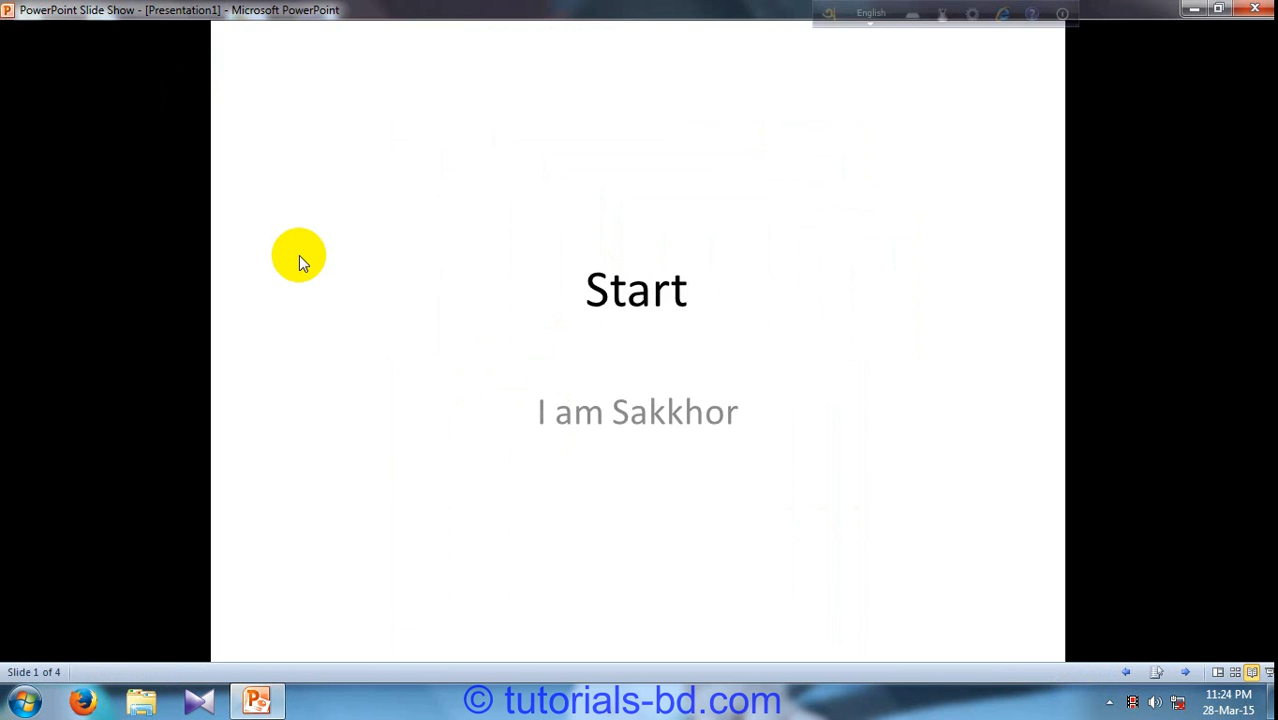 PowerPoint Slide Show - [Presentation1] - Microsoft PowerPoint
English
Start
I am Sakkhor
Slide 1 of 4
© tutorials-bd.com
11:24 PM
28-Mar-15